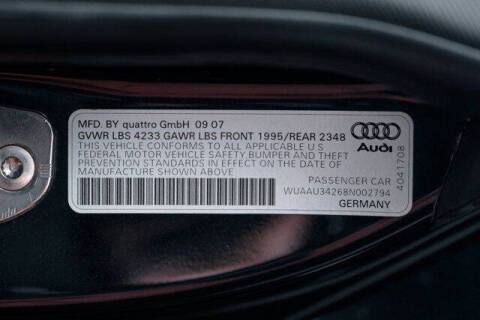 MFD. BY quattro GmbH 09 07
GVWR LBS 4233 GAWR LBS FRONT 1995/REAR 2348
THIS VEHICLE CONFORMS TO ALL APPLICABLE U S
FEDERAL MOTOR VEHICLE SAFETY BUMPER AND THEFT
PREVENTION STANDARDS IN EFFECT ON THE DATE OF
MANUFACTURE SHOWN ABOVE
Audi
4041708
PASSENGER CAR
WUAAU34268N002794
GERMANY